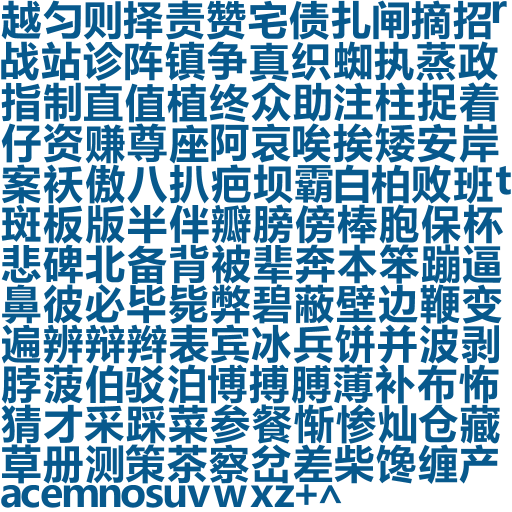 越匀则择责赞宅债扎闸摘招r
战站诊阵镇争真织蜘执蒸政
指制直值植终众助注柱捉着
仔资赚尊座阿哀唉挨矮安岸
案袄傲八扒疤坝霸白柏败班t
斑板版半伴瓣膀傍棒胞保杯
悲碑北备背被辈奔本笨蹦逼
鼻彼必毕毙弊碧蔽壁边鞭变
遍辨辩辫表宾冰兵饼并波剥
脖菠伯驳泊博搏膊薄补布怖
猜才采踩菜参餐惭惨灿仓藏
草册测策茶察岔差柴馋缠产
acemnosuvwxz+^